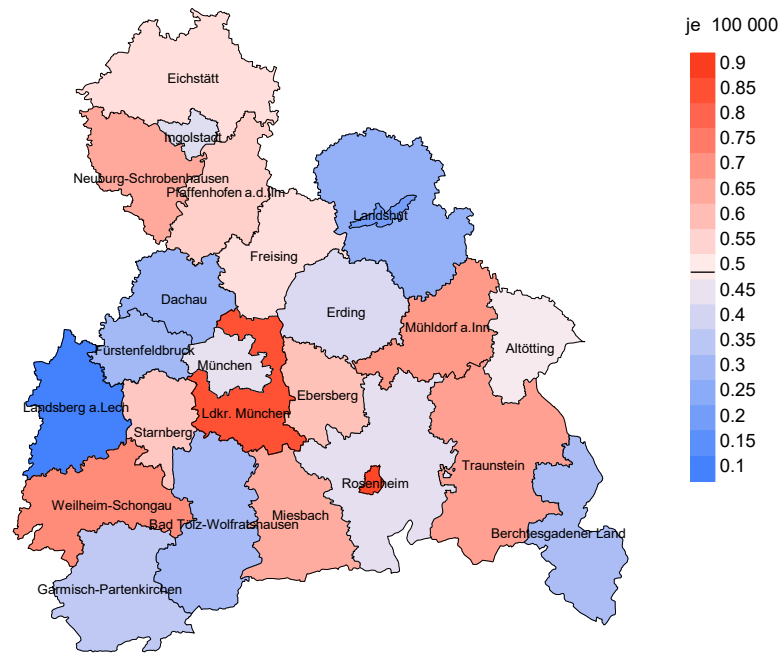 je 100 000
0.9
0.85
0.8
0.75
0.7
0.65
0.6
0.55
0.5
0.45
0.4
0.35
0.3
0.25
0.2
0.15
0.1
Eichstätt
Ingolstadt
Neuburg-Schrobenhausen
Pfaffenhofen a.d.Ilm
Landshut
Freising
Dachau
Erding
Mühldorf a.Inn
Fürstenfeldbruck
Altötting
München
Ebersberg
Landsberg a.Lech
Ldkr. München
Starnberg
Traunstein
Rosenheim
Weilheim-Schongau
Miesbach
Bad Tölz-Wolfratshausen
Berchtesgadener Land
Garmisch-Partenkirchen